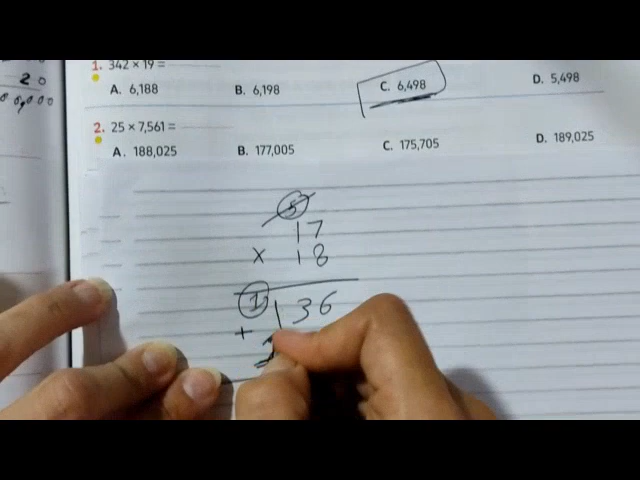 1. 342 × 19 =
A. 6,188 B. 6,198 C. 6,498 D. 5,498
2. 25 × 7,561 =
A. 188,025 B. 177,005 C. 175,705 D. 189,025
5
17
× 18
1 136
+